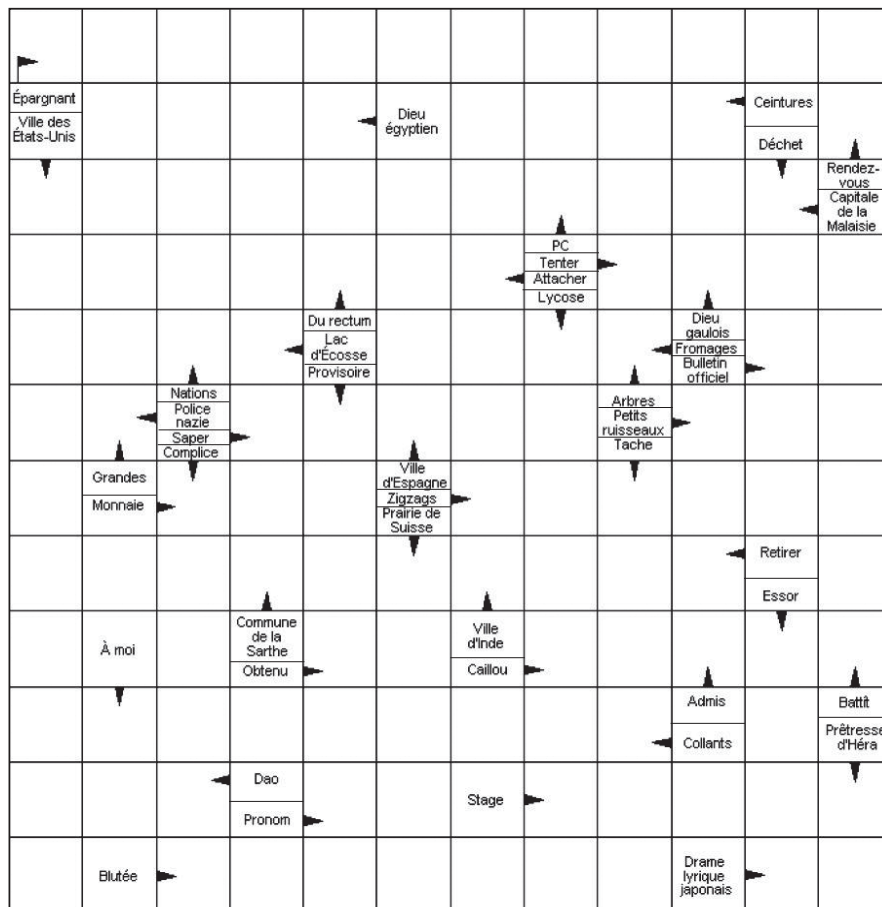 Épargnant
Ville des
États-Unis
Dieu
égyptien
Ceintures
Déchet
Rendez-
vous
Capitale
de la
Malaisie
PC
Tenter
Attacher
Lycose
Du rectum
Lac
d'Écosse
Provisoire
Dieu
gaulois
Fromages
Bulletin
officiel
Nations
Police
nazie
Saper
Complice
Arbres
Petits
ruisseaux
Tache
Grandes
Monnaie
Ville
d'Espagne
Zigzags
Prairie de
Suisse
Retirer
Essor
À moi
Commune
de la
Sarthe
Obtenu
Ville
d'Inde
Caillou
Admis
Collants
Battît
Prêtresse
d'Héra
Dao
Pronom
Stage
Blutée
Drame
lyrique
japonais